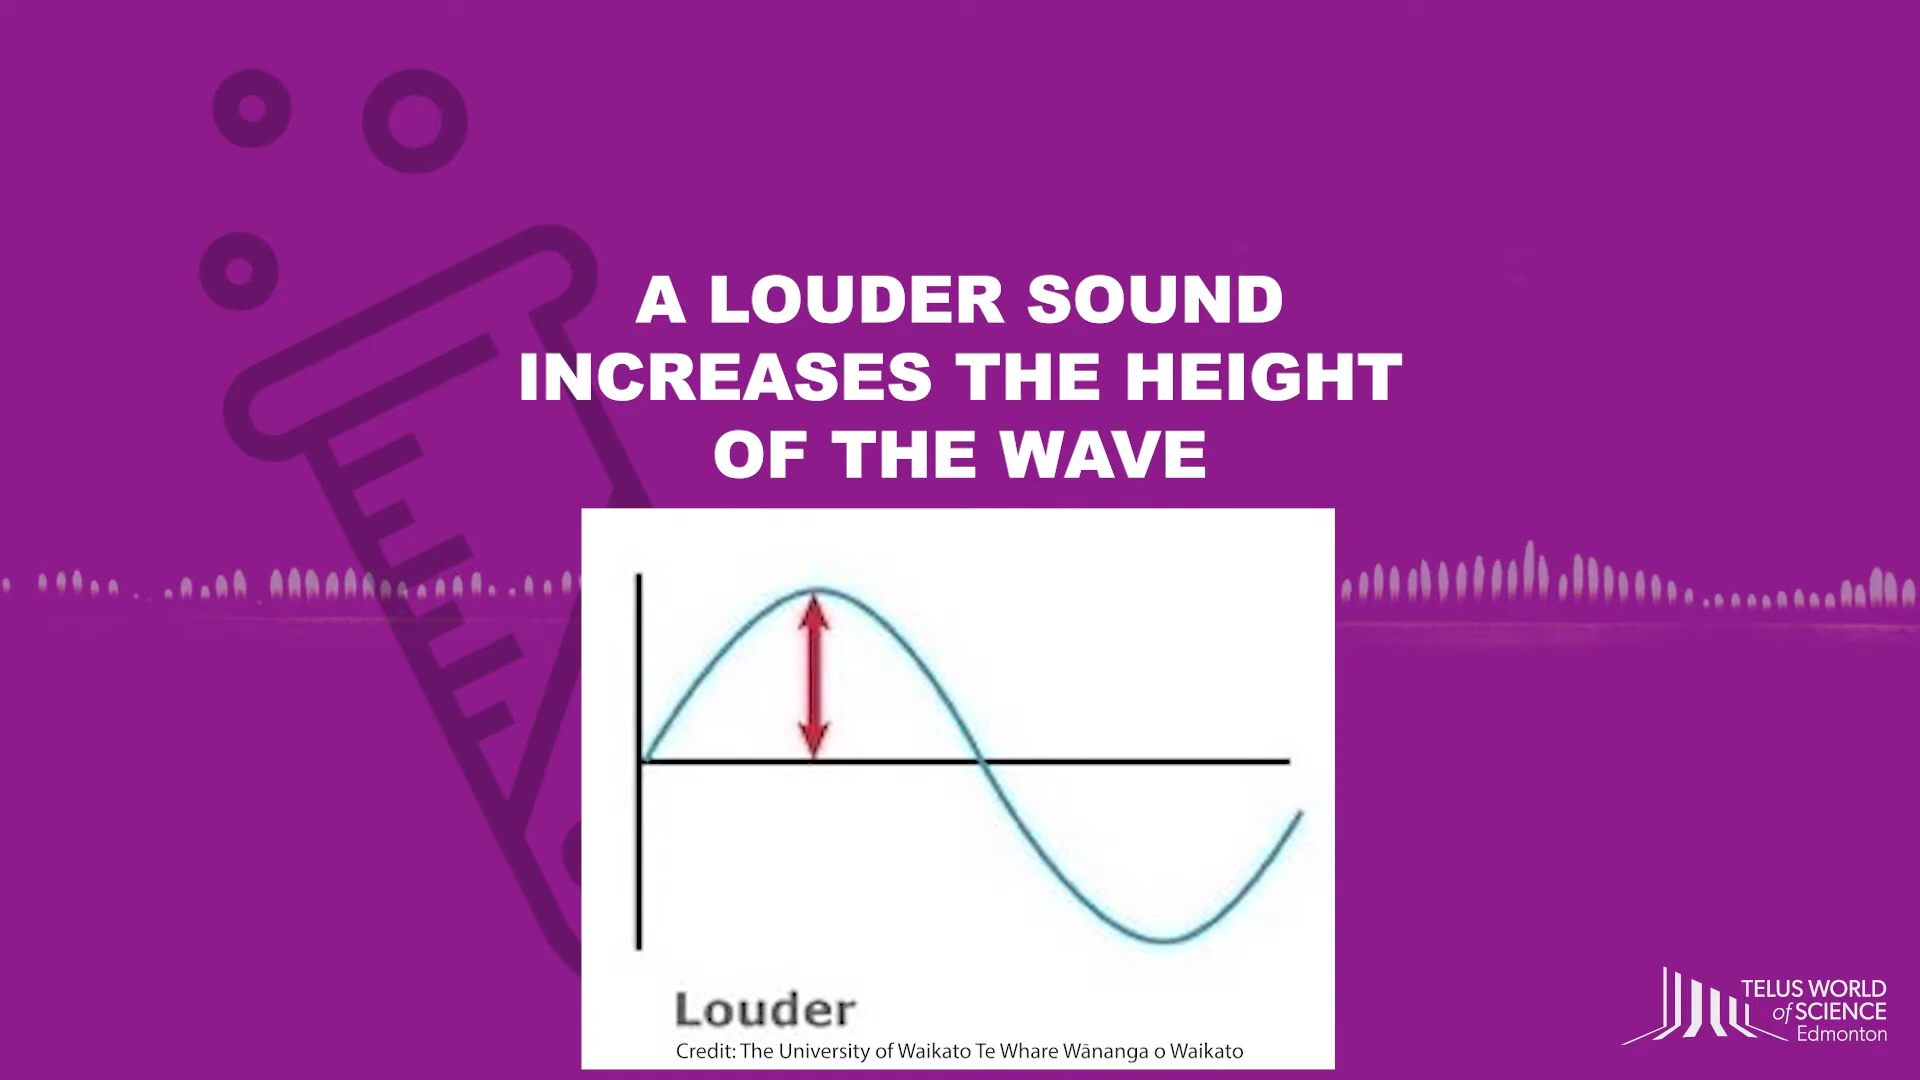 A LOUDER SOUND
INCREASES THE HEIGHT
OF THE WAVE
Louder
Credit: The University of Waikato Te Whare Wānanga o Waikato
TELUS WORLD
of SCIENCE
Edmonton